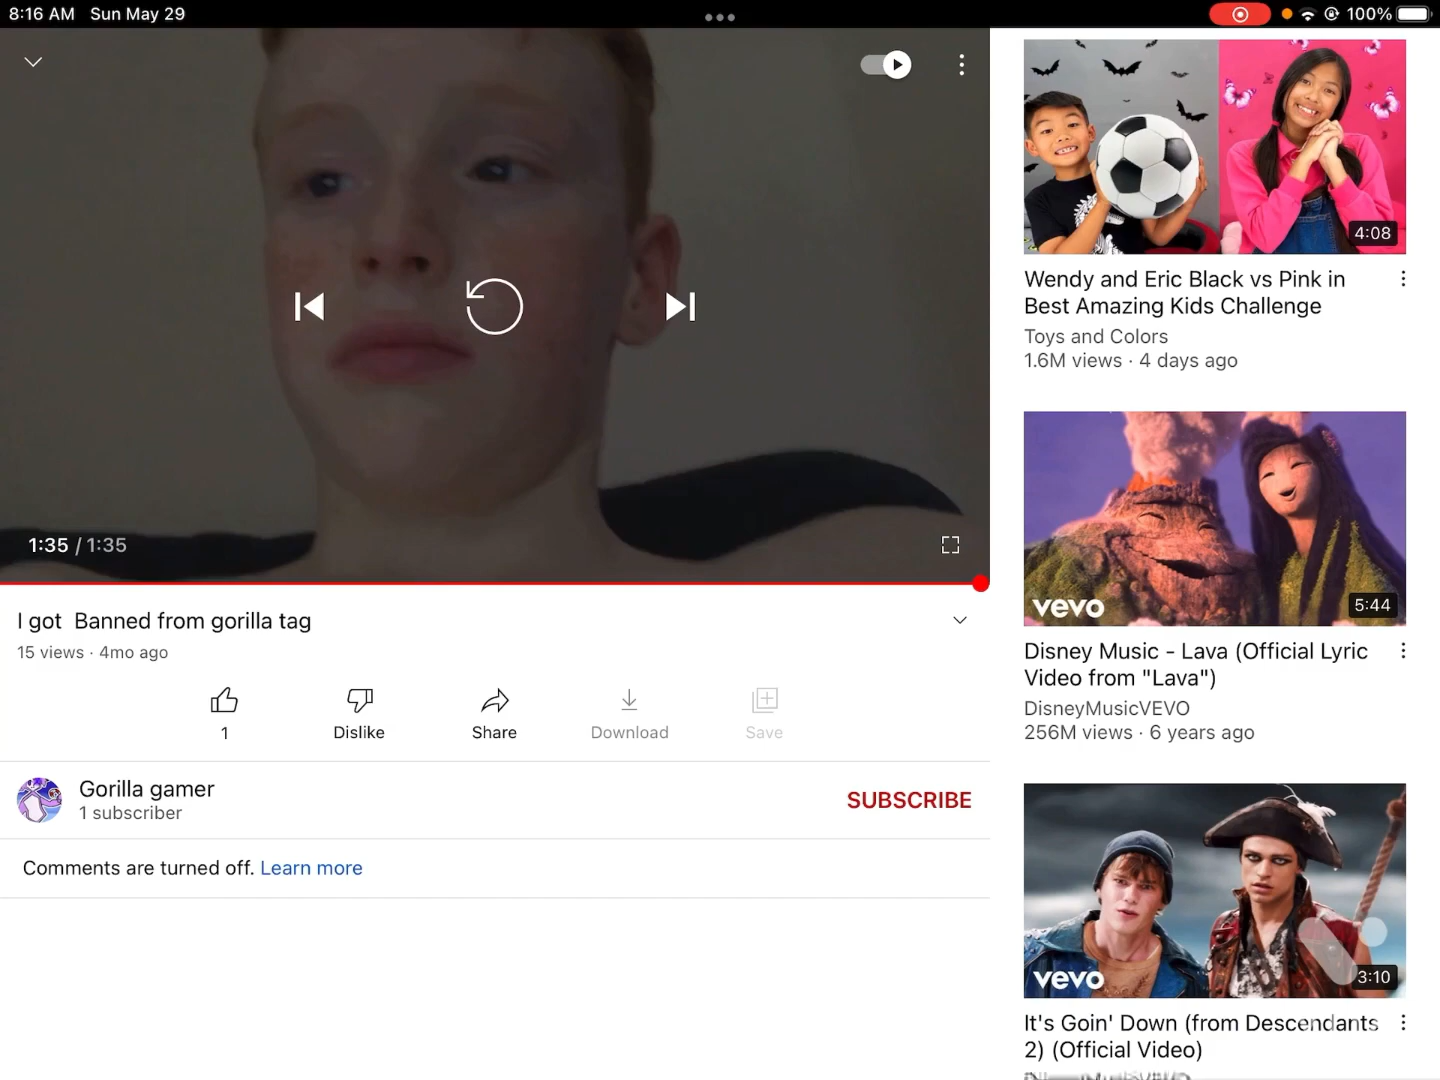 8:16 AM Sun May 29
100%
1:35 / 1:35
I got Banned from gorilla tag
15 views · 4mo ago
1
Dislike
Share
Download
Save
Gorilla gamer
1 subscriber
SUBSCRIBE
Comments are turned off. Learn more
4:08
Wendy and Eric Black vs Pink in
Best Amazing Kids Challenge
Toys and Colors
1.6M views · 4 days ago
vevo
5:44
Disney Music - Lava (Official Lyric
Video from "Lava")
DisneyMusicVEVO
256M views · 6 years ago
vevo
3:10
It's Goin' Down (from Descendants
2) (Official Video)